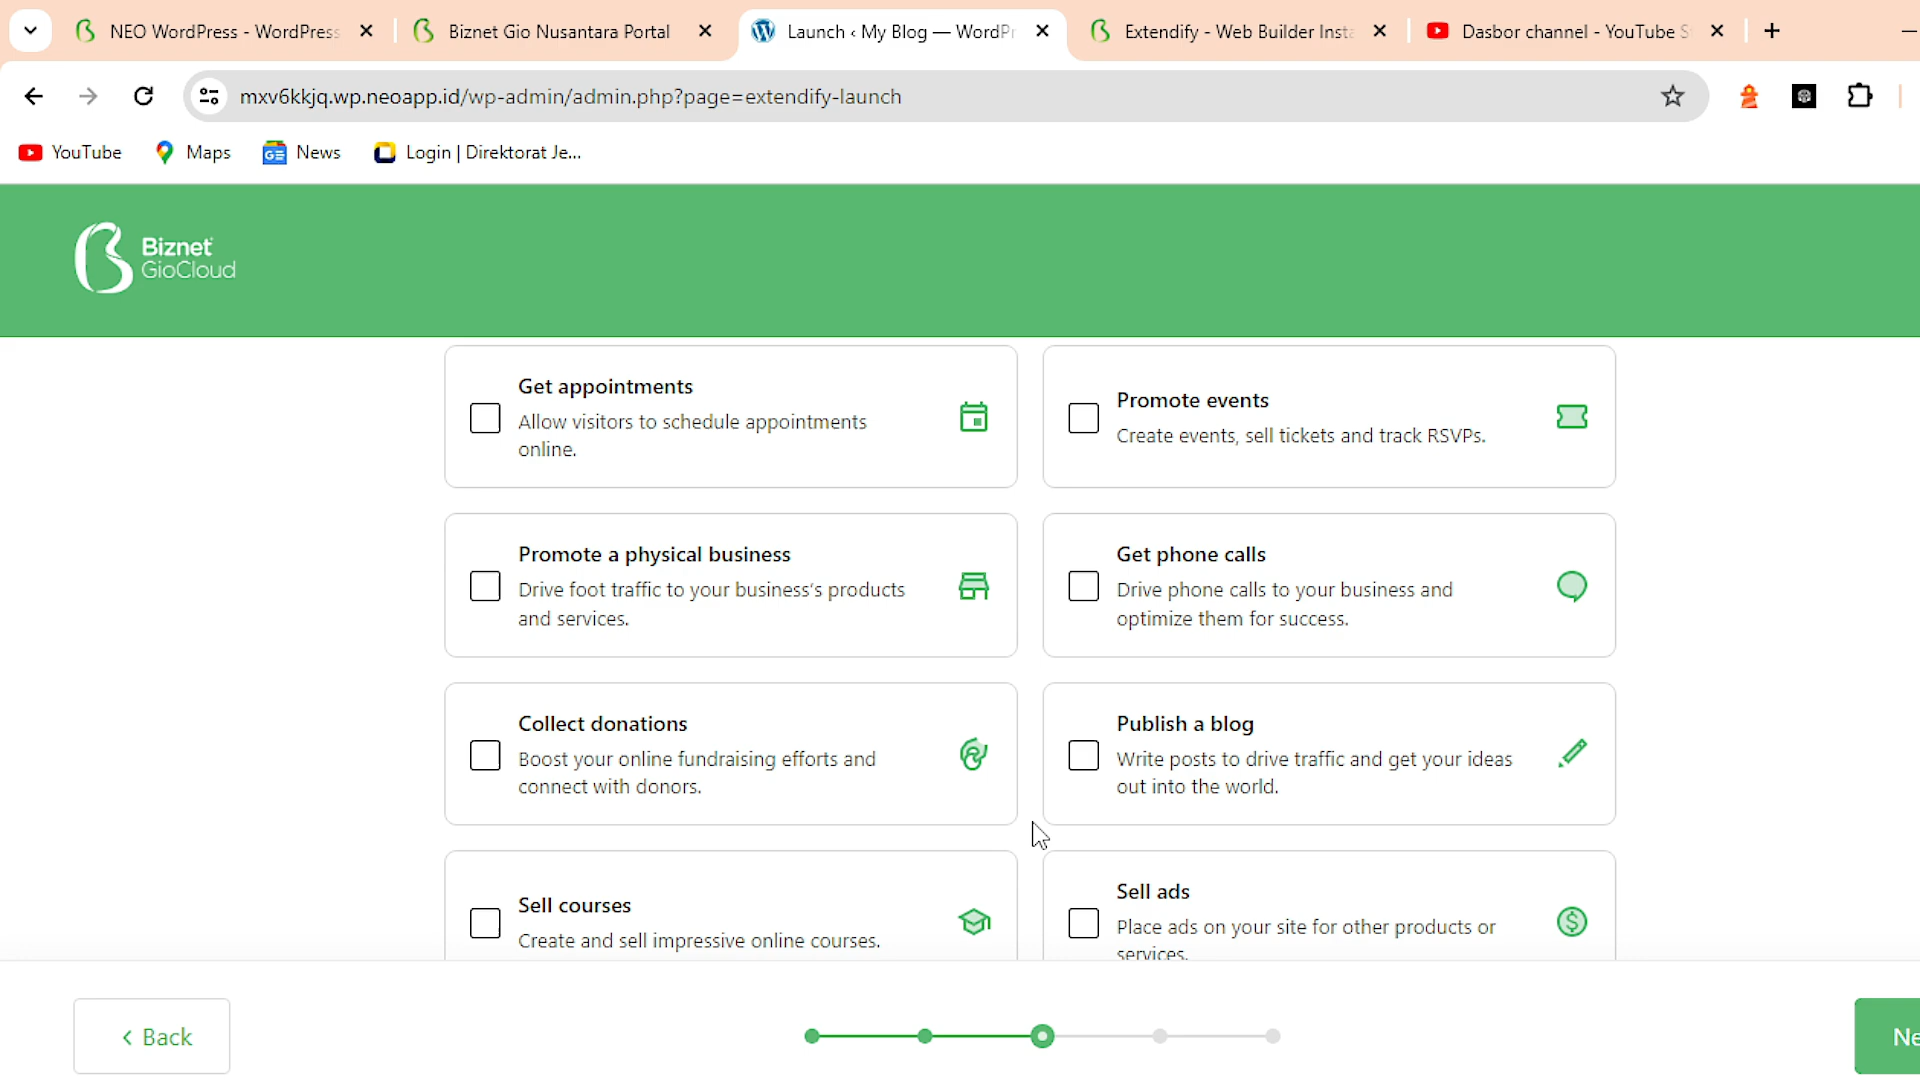 NEO WordPress - WordPress
Biznet Gio Nusantara Portal
Launch ‹ My Blog — WordPr
Extendify - Web Builder Insta
Dasbor channel - YouTube S
mxv6kkjq.wp.neoapp.id/wp-admin/admin.php?page=extendify-launch
YouTube
Maps
News
Login | Direktorat Je...
Biznet
GioCloud
Get appointments
Allow visitors to schedule appointments
online.
Promote events
Create events, sell tickets and track RSVPs.
Promote a physical business
Drive foot traffic to your business's products
and services.
Get phone calls
Drive phone calls to your business and
optimize them for success.
Collect donations
Boost your online fundraising efforts and
connect with donors.
Publish a blog
Write posts to drive traffic and get your ideas
out into the world.
Sell courses
Create and sell impressive online courses.
Sell ads
Place ads on your site for other products or
services.
Back
Ne